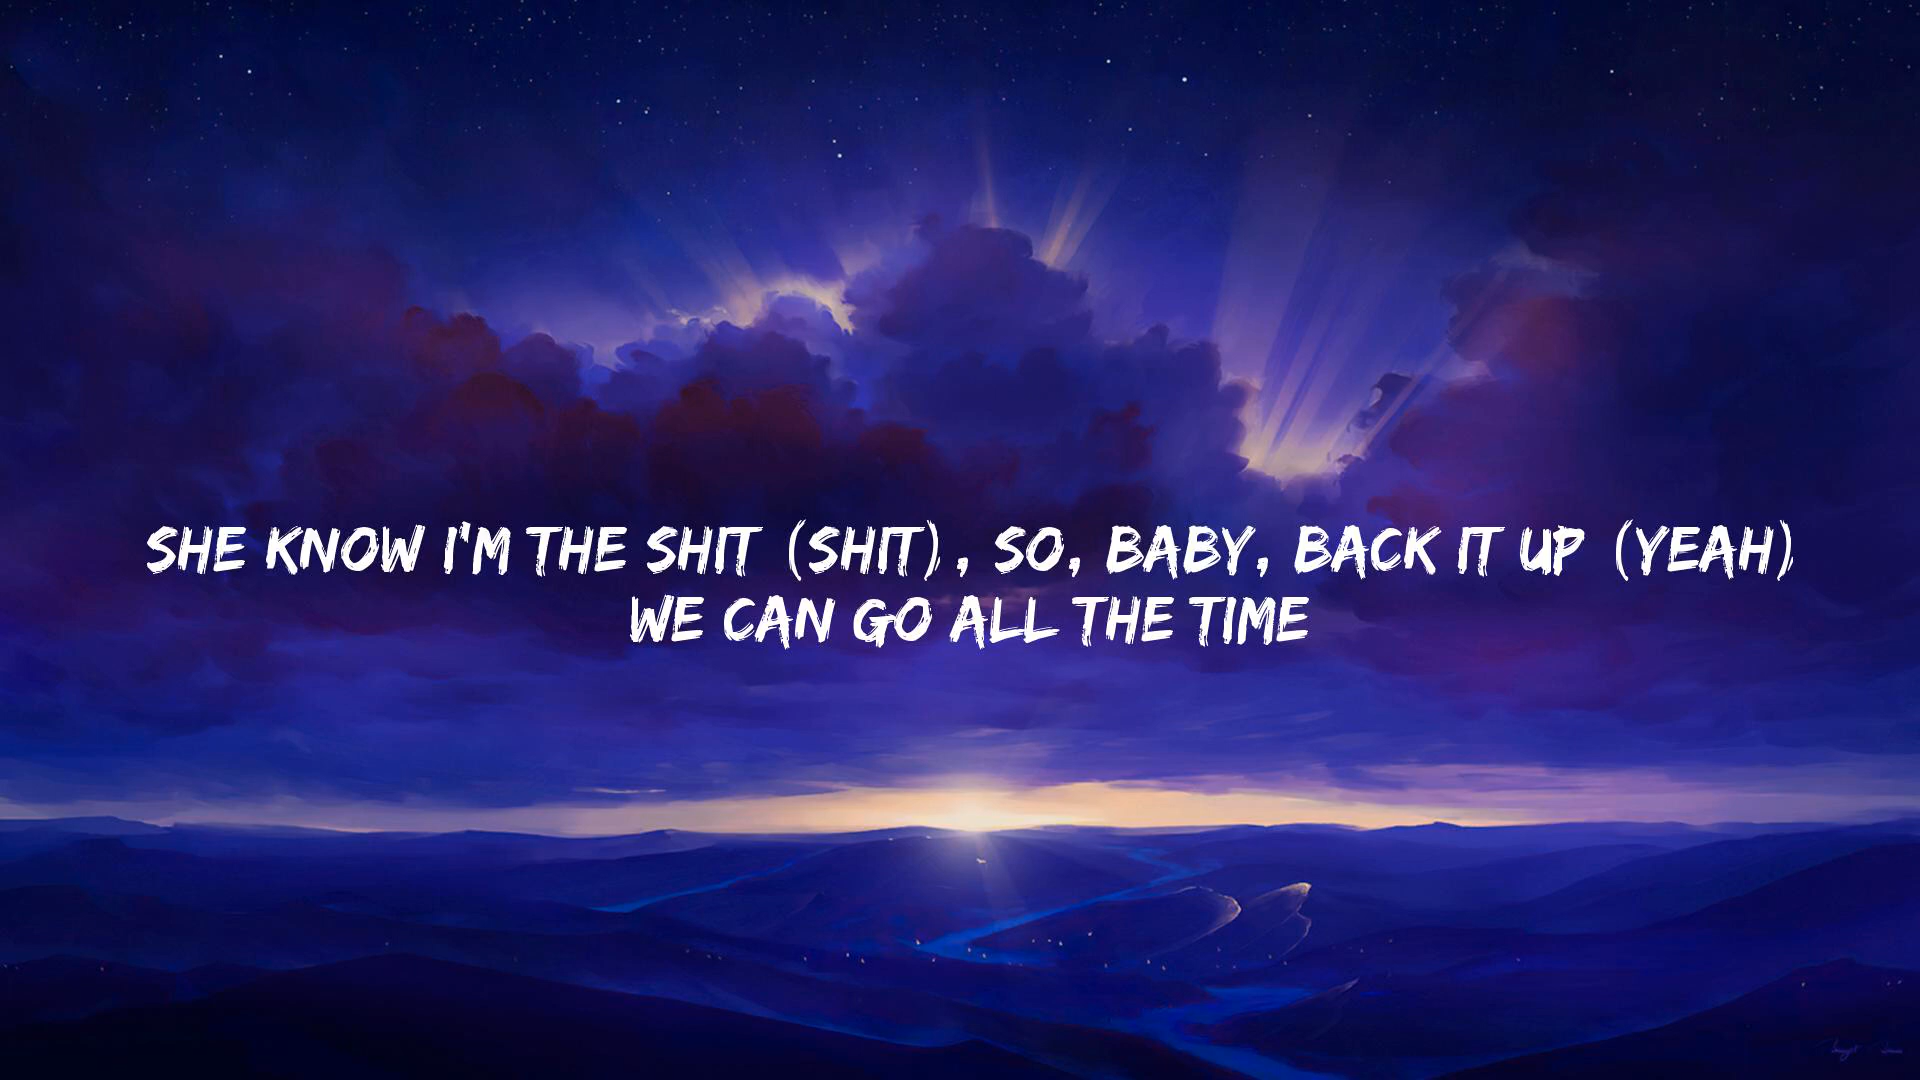 SHE KNOW I'M THE SHIT (SHIT), SO, BABY, BACK IT UP (YEAH)
WE CAN GO ALL THE TIME